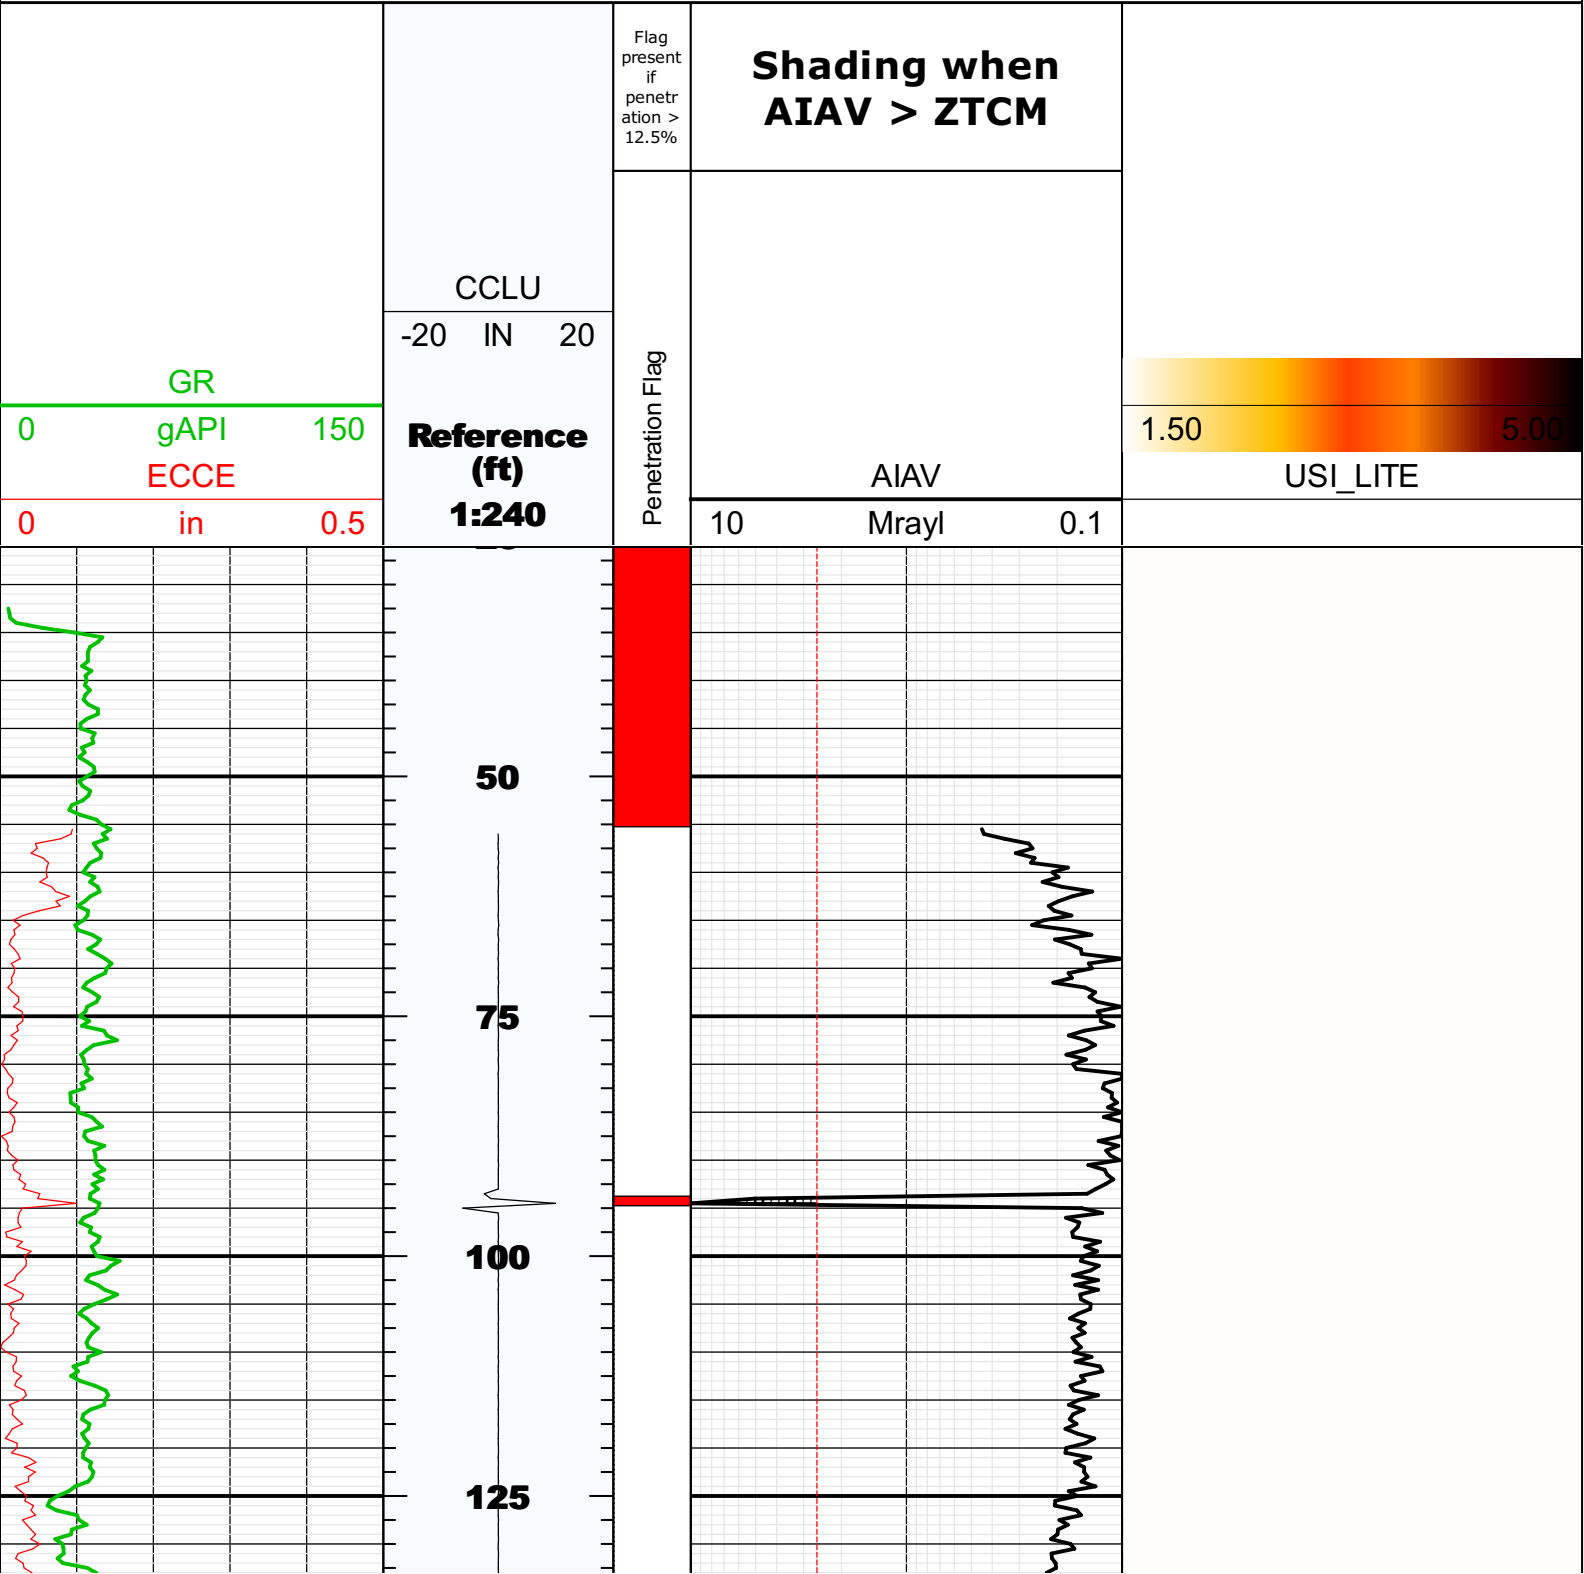 Flag
present
if
penetr
ation >
12.5%
Shading when
AIAV > ZTCM
CCLU
-20 IN 20
GR
0 gAPI 150
ECCE
0 in 0.5
Reference
(ft)
1:240
Penetration Flag
AIAV
10 Mrayl 0.1
1.50 5.00
USI_LITE
50
75
100
125